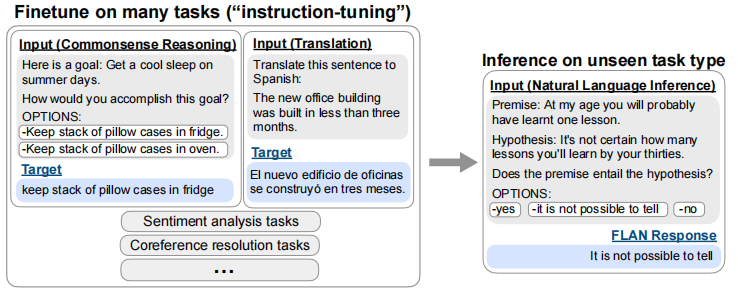 Finetune on many tasks (“instruction-tuning”)
Input (Commonsense Reasoning)
Here is a goal: Get a cool sleep on
summer days.
How would you accomplish this goal?
OPTIONS:
-Keep stack of pillow cases in fridge.
-Keep stack of pillow cases in oven.
Target
keep stack of pillow cases in fridge
Input (Translation)
Translate this sentence to
Spanish:
The new office building
was built in less than three
months.
Target
El nuevo edificio de oficinas
se construyó en tres meses.
Sentiment analysis tasks
Coreference resolution tasks
...
Inference on unseen task type
Input (Natural Language Inference)
Premise: At my age you will probably
have learnt one lesson.
Hypothesis: It's not certain how many
lessons you'll learn by your thirties.
Does the premise entail the hypothesis?
OPTIONS:
-yes -it is not possible to tell -no
FLAN Response
It is not possible to tell